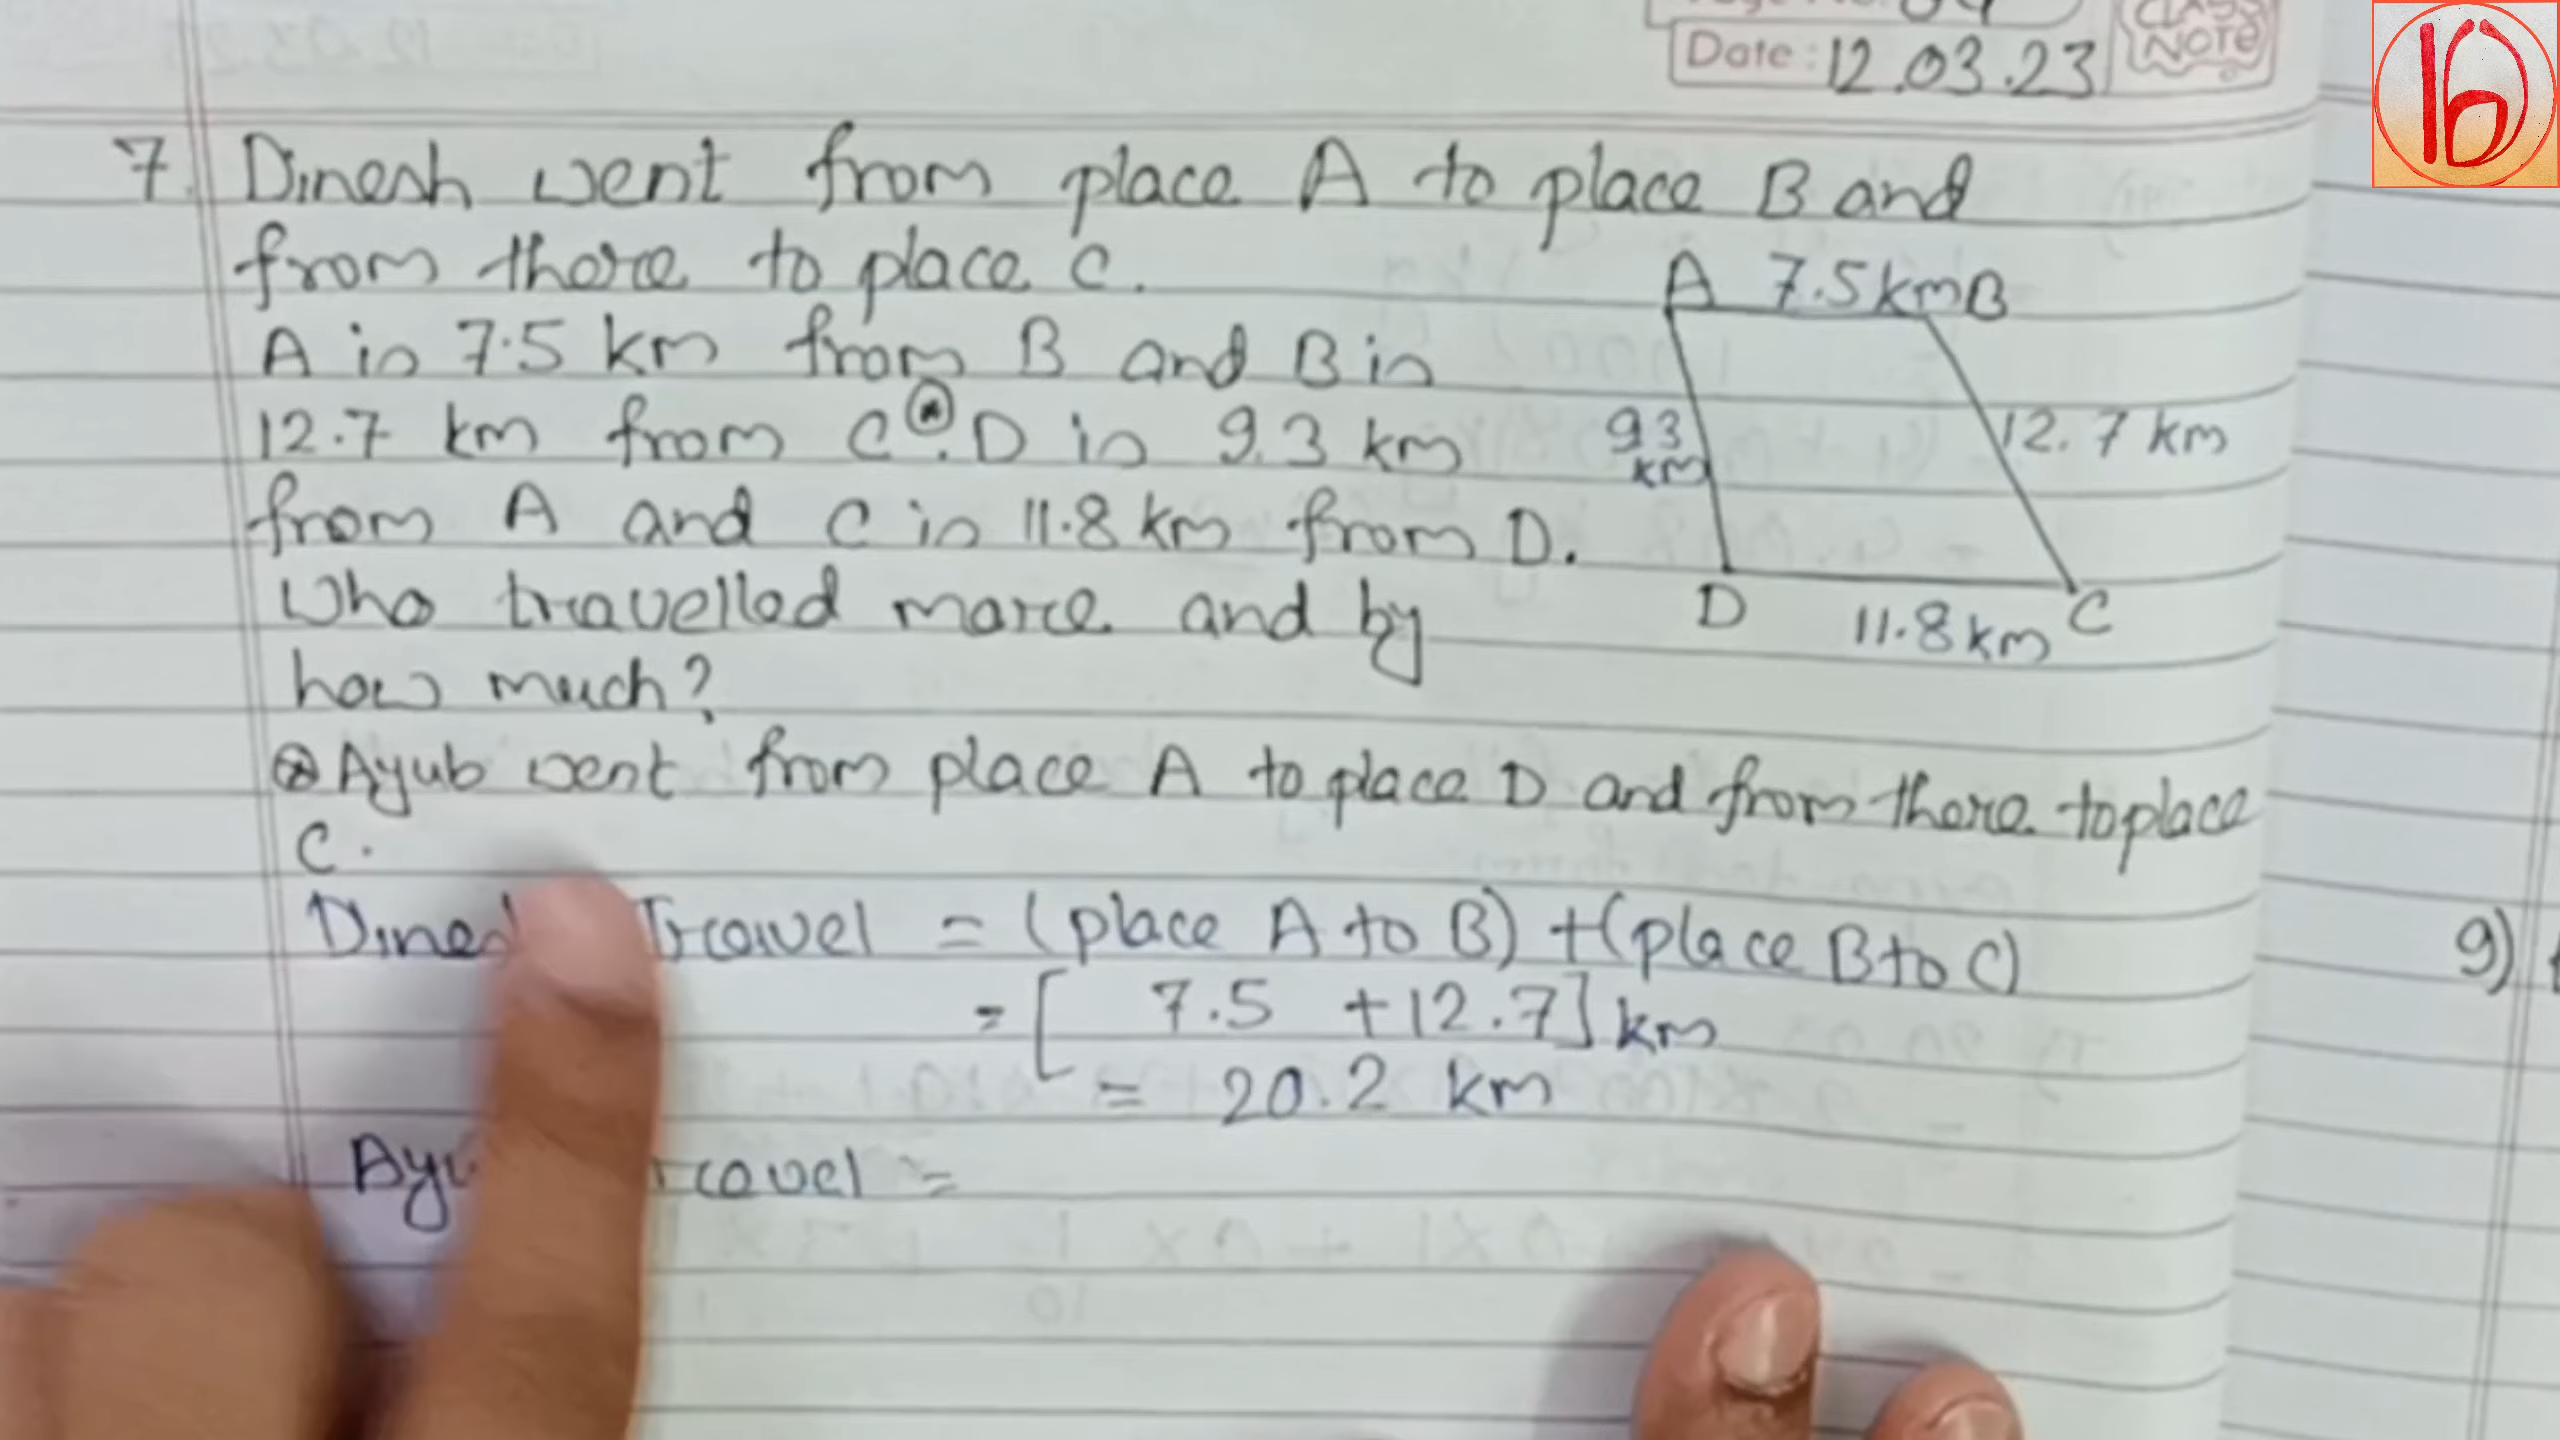 Date: 12.03.23
CLASS
NOTE
7. Dinesh went from place A to place B and
from there to place C.
A is 7.5 km from B and B is
12.7 km from C. D is 9.3 km
from A and C is 11.8 km from D.
Who travelled more and by
how much?
A 7.5 km B
9.3 km
12.7 km
D 11.8 km C
Ayub went from place A to place D and from there to place
C.
Travel = (place A to B) + (place B to C)
= [ 7.5 + 12.7] km
= 20.2 km
=
9)